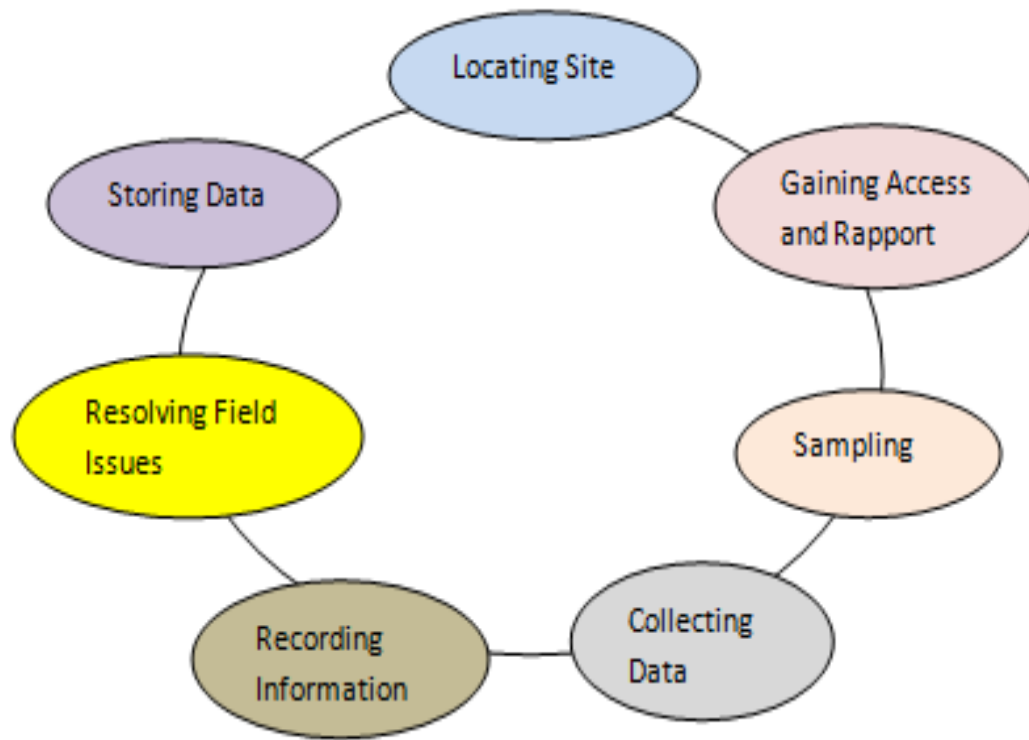 Locating Site
Gaining Access
and Rapport
Sampling
Collecting
Data
Recording
Information
Resolving Field
Issues
Storing Data